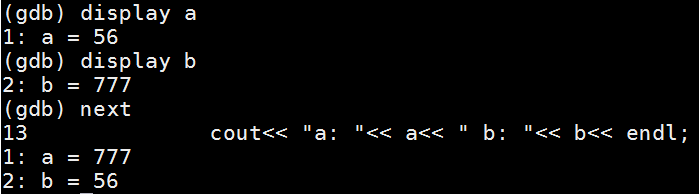 (gdb) display a
1: a = 56
(gdb) display b
2: b = 777
(gdb) next
13              cout<< "a: "<< a<< " b: "<< b<< endl;
1: a = 777
2: b = 56